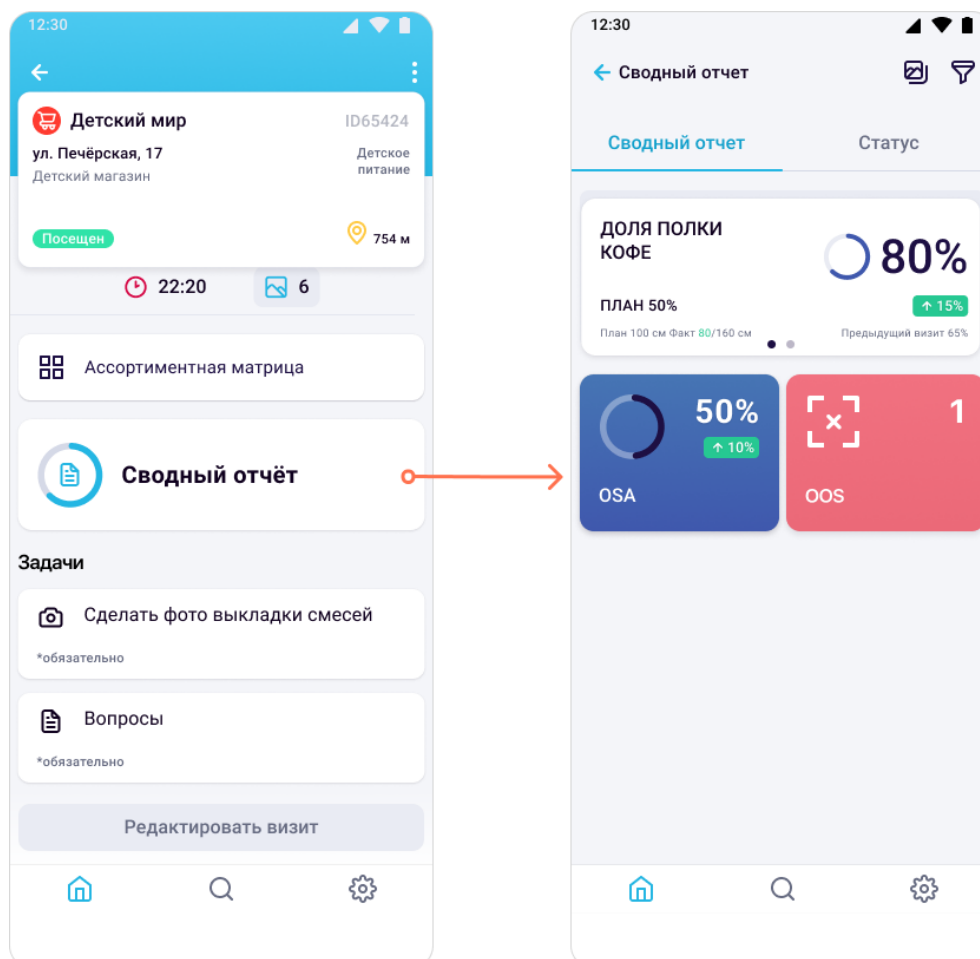 12:30
Детский мир
ID65424
ул. Печёрская, 17
Детский магазин
Детское
питание
Посещен
754 м
22:20
6
Ассортиментная матрица
Сводный отчёт
Задачи
Сделать фото выкладки смесей
*обязательно
Вопросы
*обязательно
Редактировать визит
12:30
Сводный отчет
Сводный отчет
Статус
ДОЛЯ ПОЛКИ
КОФЕ
80%
ПЛАН 50%
15%
План 100 см Факт 80/160 см
Предыдущий визит 65%
50%
10%
OSA
1
OOS